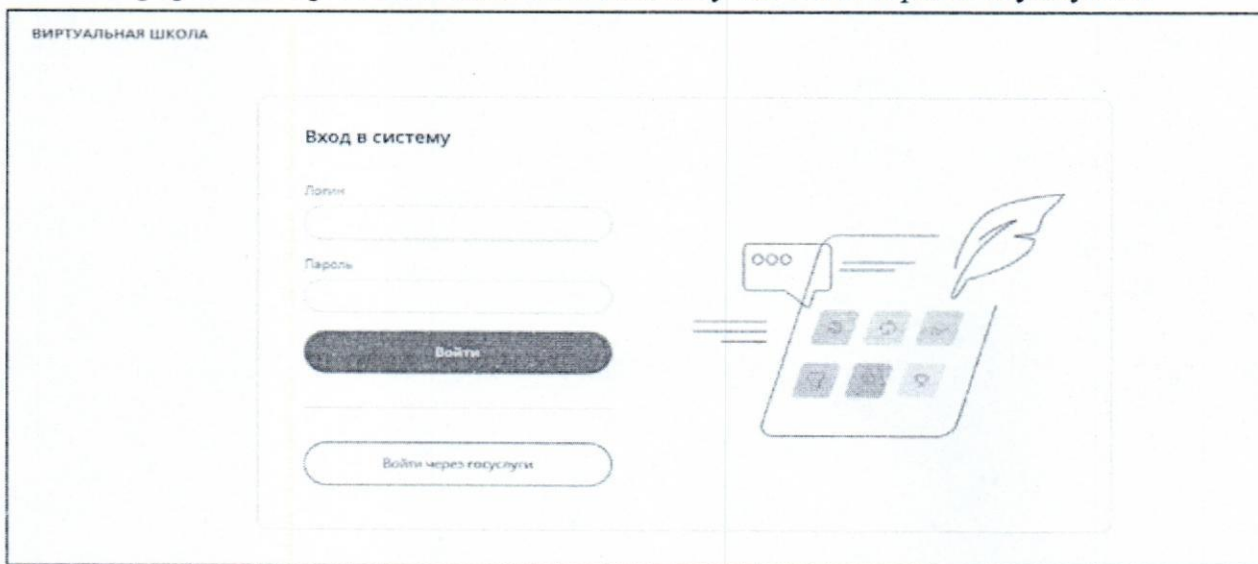 ВИРТУАЛЬНАЯ ШКОЛА
Вход в систему
Логин
Пароль
Войти
Войти через госуслуги